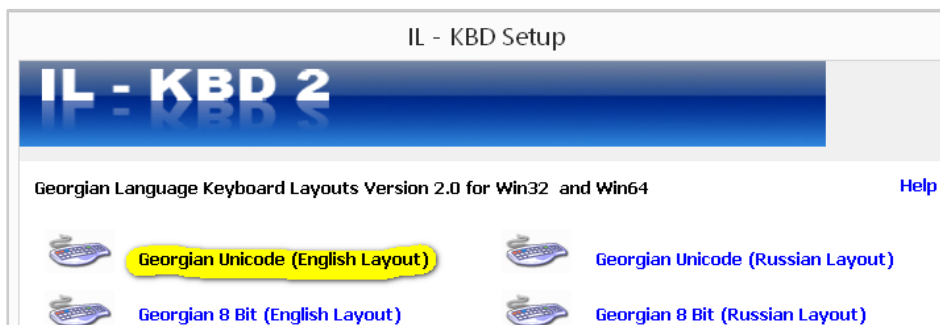 IL - KBD Setup
IL - KBD 2
Georgian Language Keyboard Layouts Version 2.0 for Win32 and Win64 Help
Georgian Unicode (English Layout) Georgian Unicode (Russian Layout)
Georgian 8 Bit (English Layout) Georgian 8 Bit (Russian Layout)